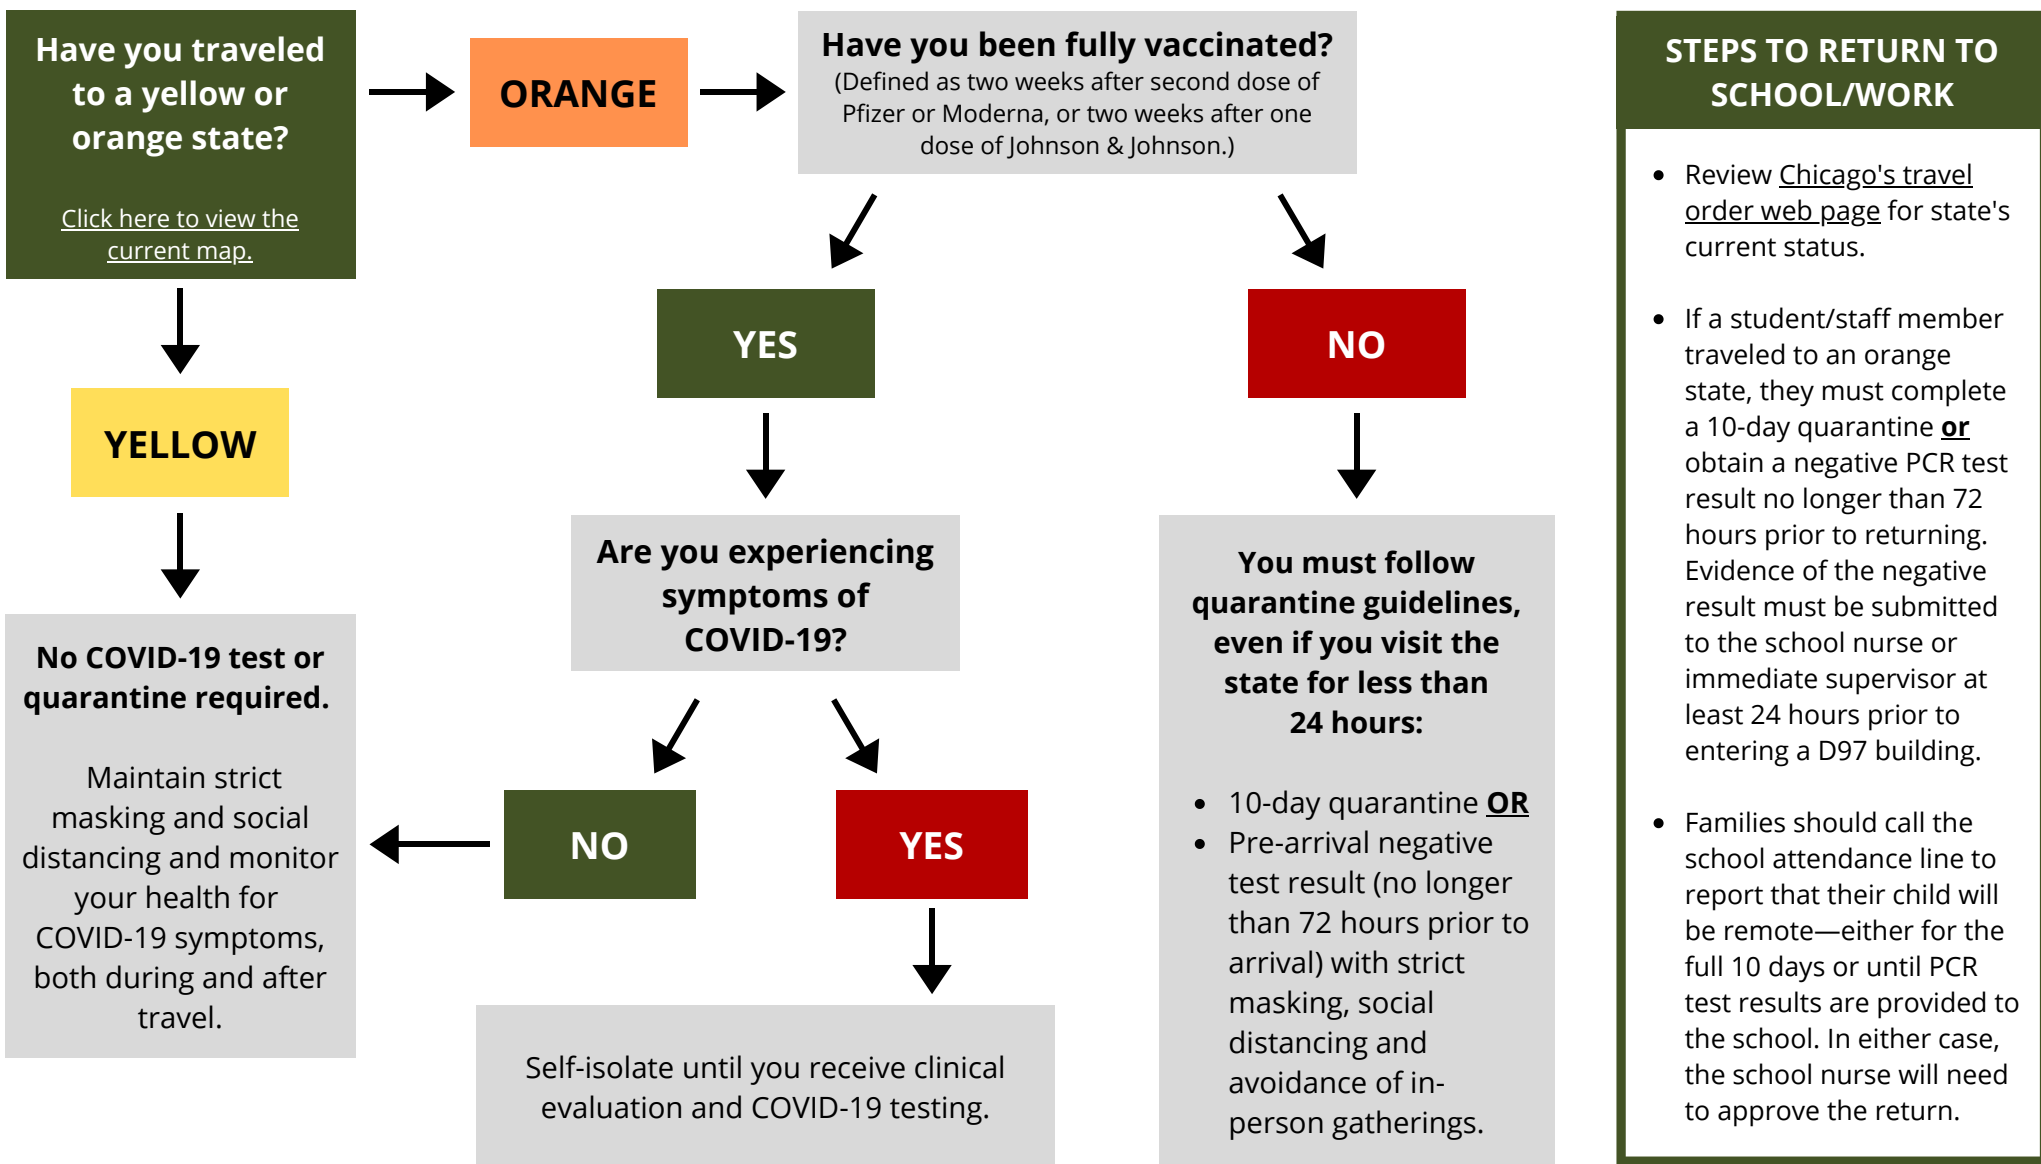 Have you traveled
to a yellow or
orange state?
Click here to view the
current map.
ORANGE
Have you been fully vaccinated?
(Defined as two weeks after second dose of
Pfizer or Moderna, or two weeks after one
dose of Johnson & Johnson.)
YELLOW
No COVID-19 test or
quarantine required.
Maintain strict
masking and social
distancing and monitor
your health for
COVID-19 symptoms,
both during and after
travel.
YES
Are you experiencing
symptoms of
COVID-19?
NO
YES
Self-isolate until you receive clinical
evaluation and COVID-19 testing.
NO
You must follow
quarantine guidelines,
even if you visit the
state for less than
24 hours:
• 10-day quarantine OR
• Pre-arrival negative
test result (no longer
than 72 hours prior to
arrival) with strict
masking, social
distancing and
avoidance of in-
person gatherings.
STEPS TO RETURN TO
SCHOOL/WORK
• Review Chicago's travel
order web page for state's
current status.
• If a student/staff member
traveled to an orange
state, they must complete
a 10-day quarantine or
obtain a negative PCR test
result no longer than 72
hours prior to returning.
Evidence of the negative
result must be submitted
to the school nurse or
immediate supervisor at
least 24 hours prior to
entering a D97 building.
• Families should call the
school attendance line to
report that their child will
be remote—either for the
full 10 days or until PCR
test results are provided to
the school. In either case,
the school nurse will need
to approve the return.